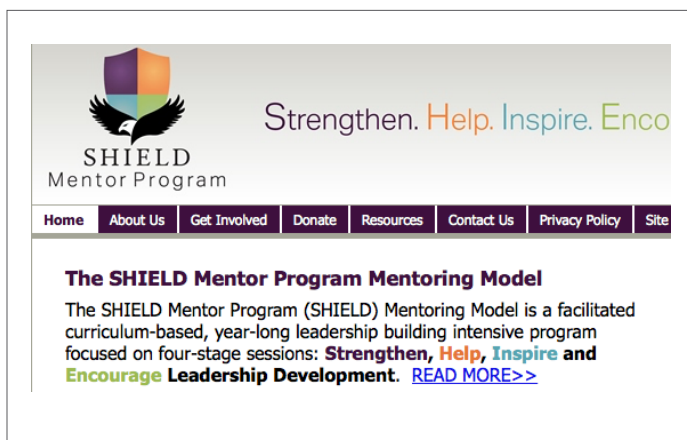 Strengthen. Help. Inspire. Enco
SHIELD
Mentor Program
Home About Us Get Involved Donate Resources Contact Us Privacy Policy Site
The SHIELD Mentor Program Mentoring Model
The SHIELD Mentor Program (SHIELD) Mentoring Model is a facilitated
curriculum-based, year-long leadership building intensive program
focused on four-stage sessions: Strengthen, Help, Inspire and
Encourage Leadership Development. READ MORE>>